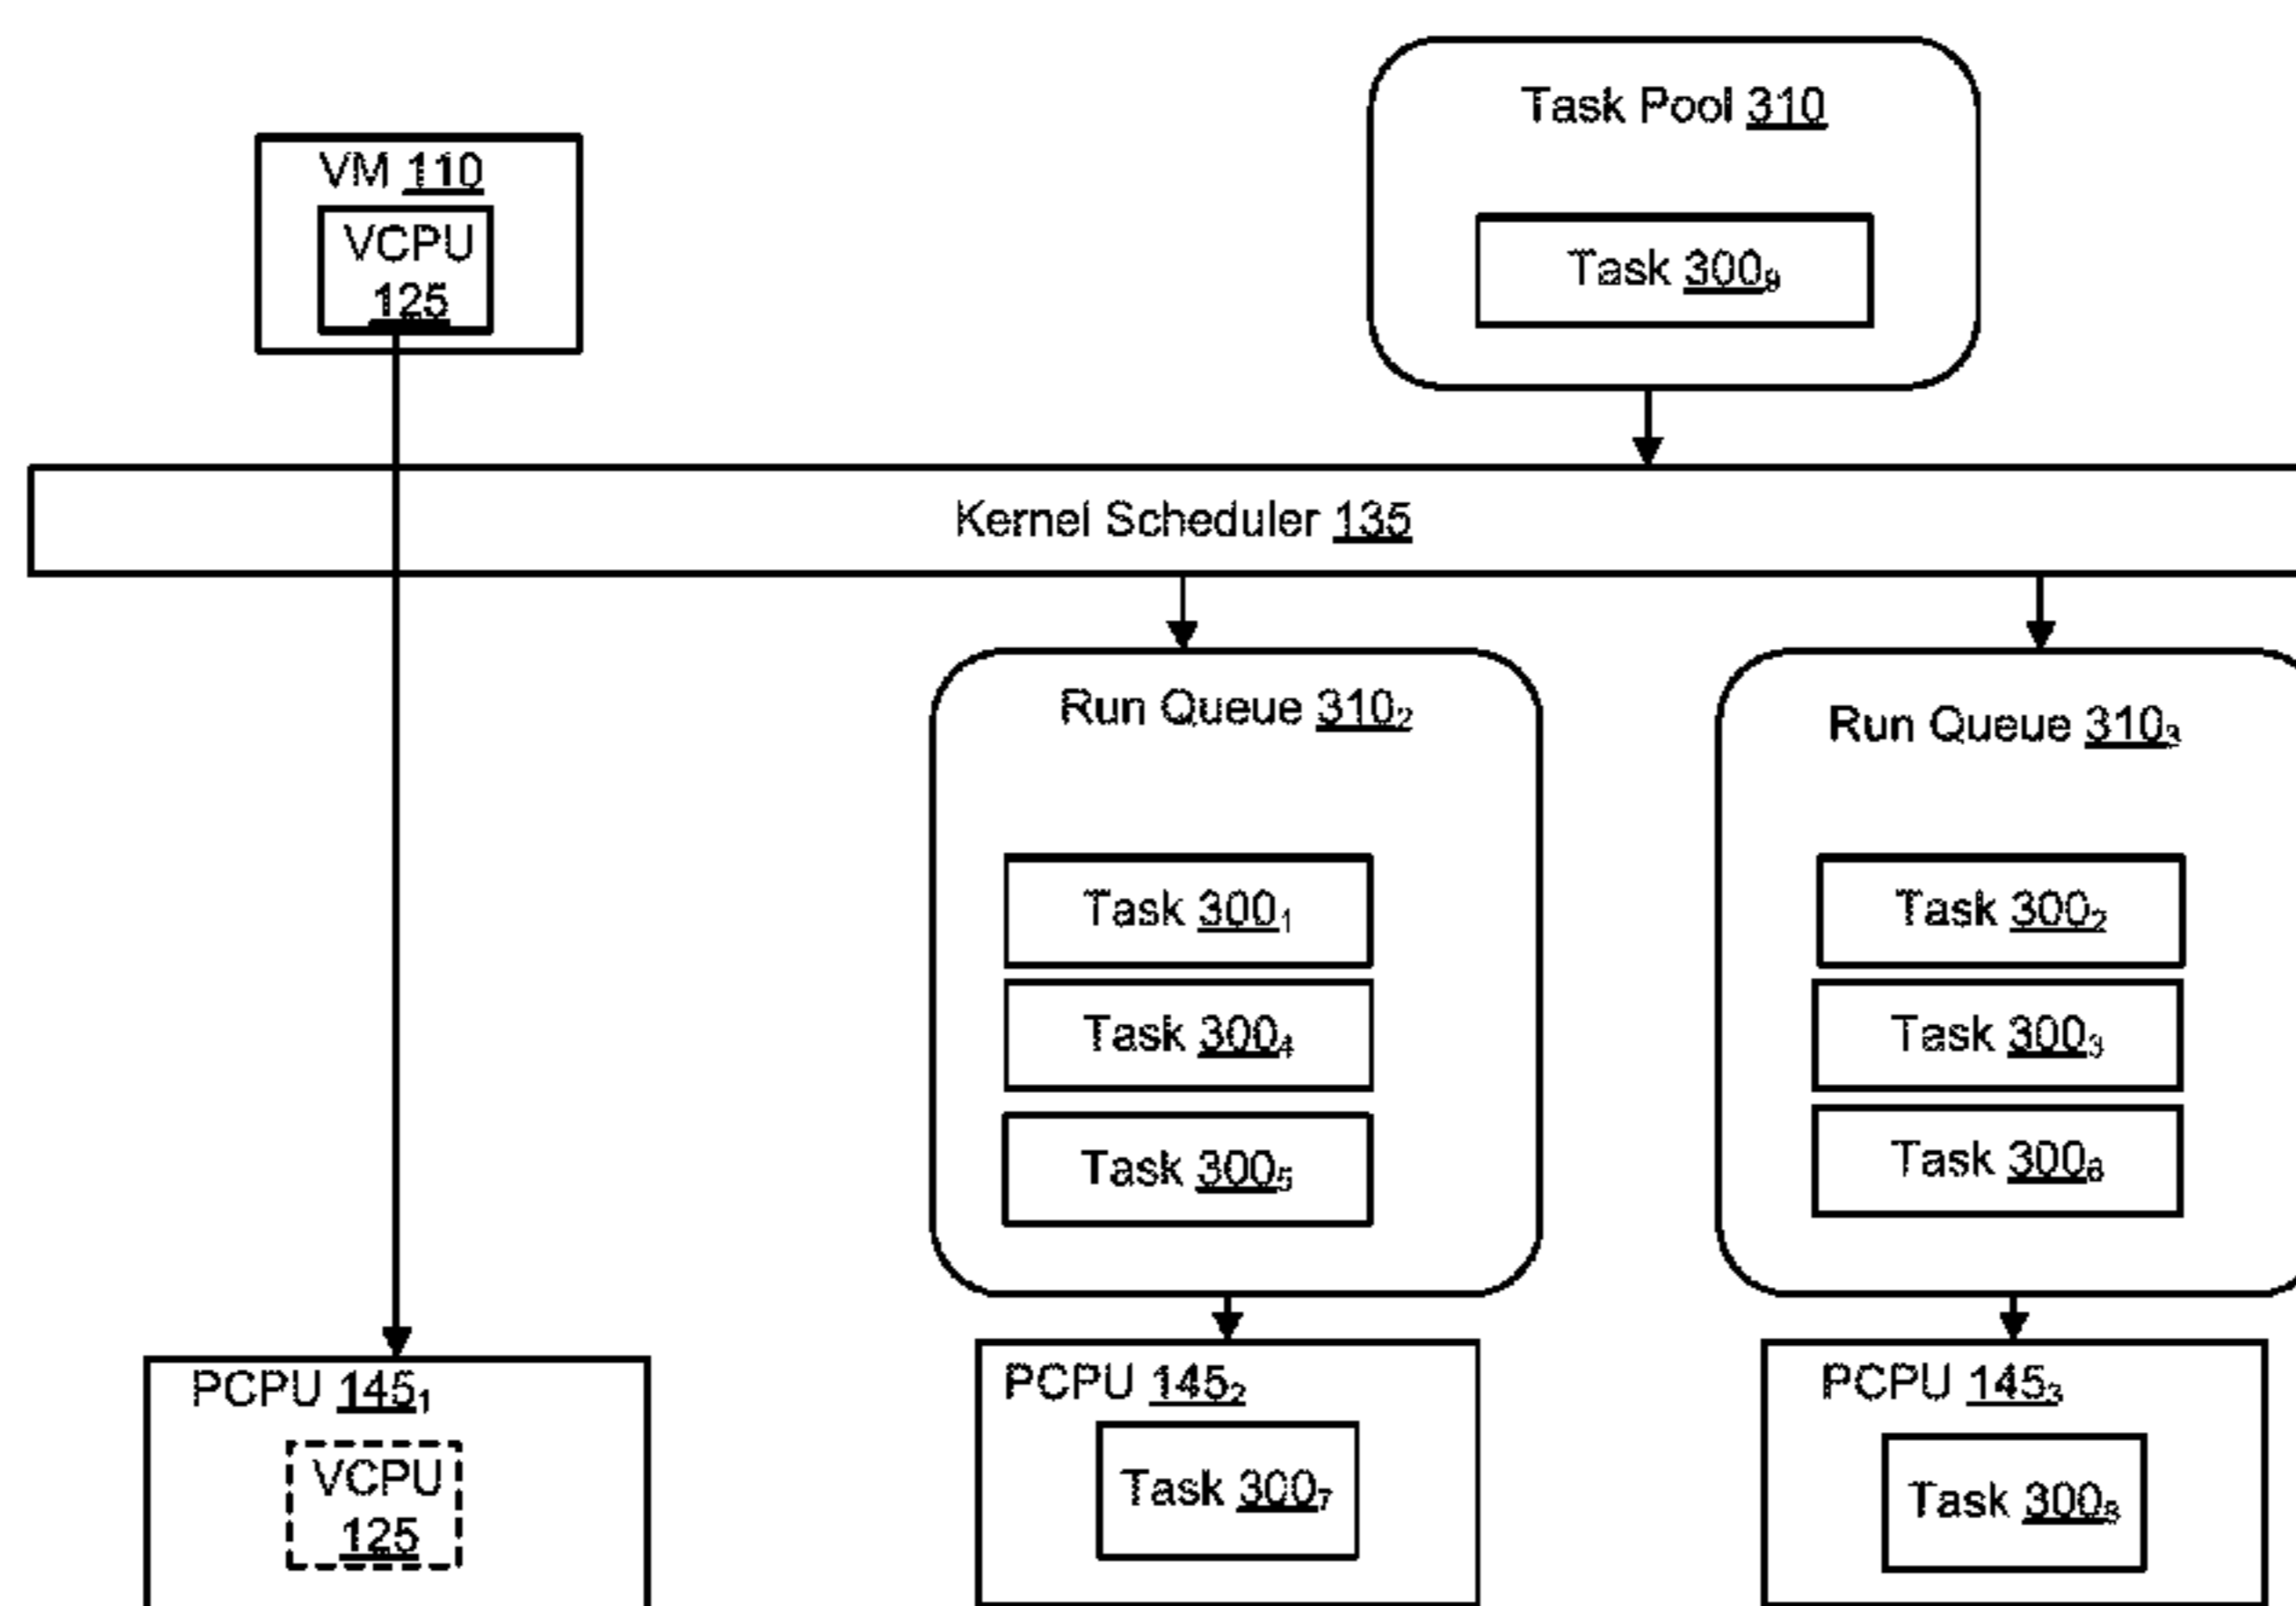 Task Pool 310
VM 110
VCPU
125
Task 300₉
Kernel Scheduler 135
Run Queue 310₂
Run Queue 310₃
Task 300₁
Task 300₂
Task 300₄
Task 300₃
Task 300₅
Task 300₆
PCPU 145₁
PCPU 145₂
PCPU 145₃
VCPU
125
Task 300₇
Task 300₈